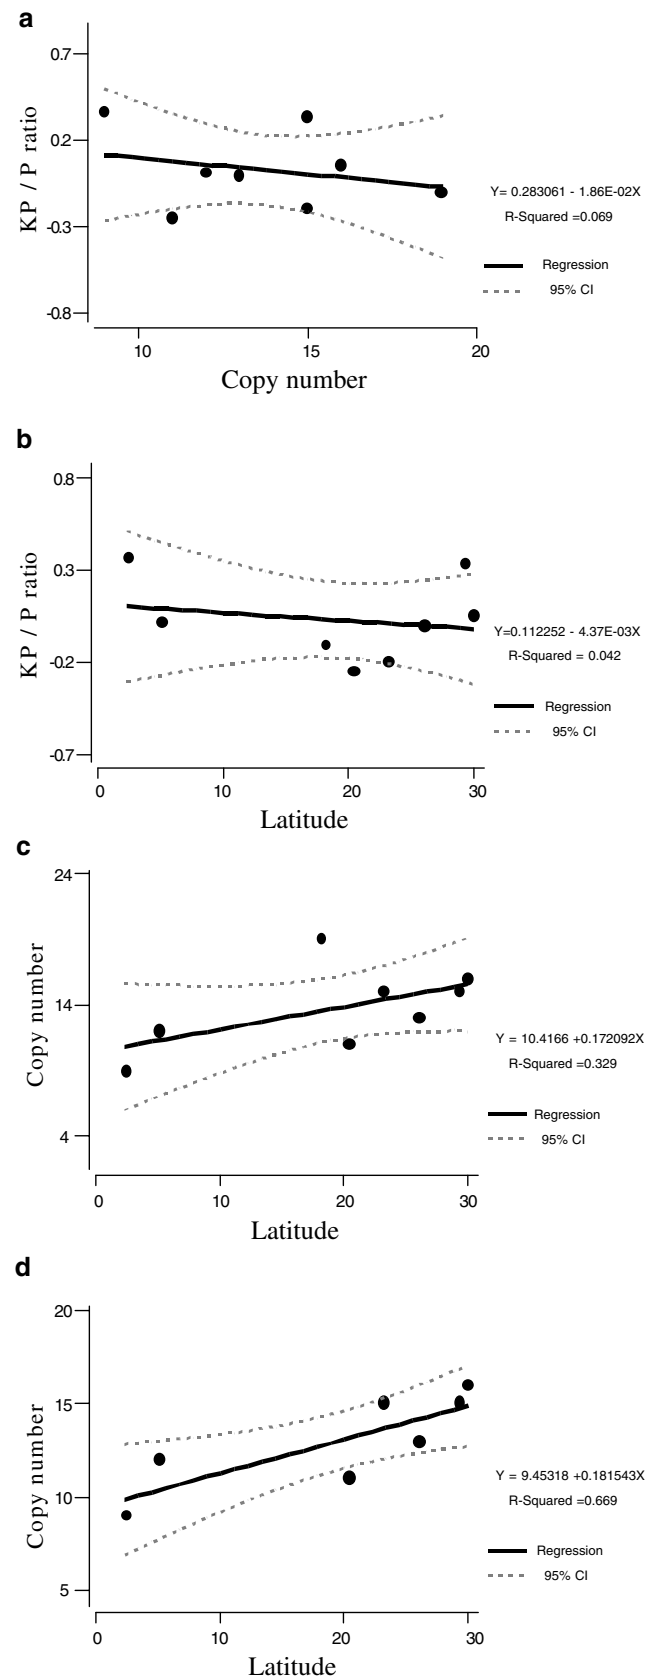 a
0.7
0.2
-0.3
-0.8
KP / P ratio
Y= 0.283061 - 1.86E-02X
R-Squared =0.069
Regression
95% CI
10 15 20
Copy number
b
0.8
0.3
-0.2
-0.7
KP / P ratio
Y=0.112252 - 4.37E-03X
R-Squared = 0.042
Regression
95% CI
0 10 20 30
Latitude
c
24
14
4
Copy number
Y = 10.4166 +0.172092X
R-Squared =0.329
Regression
95% CI
0 10 20 30
Latitude
d
20
15
10
5
Copy number
Y = 9.45318 +0.181543X
R-Squared =0.669
Regression
95% CI
0 10 20 30
Latitude